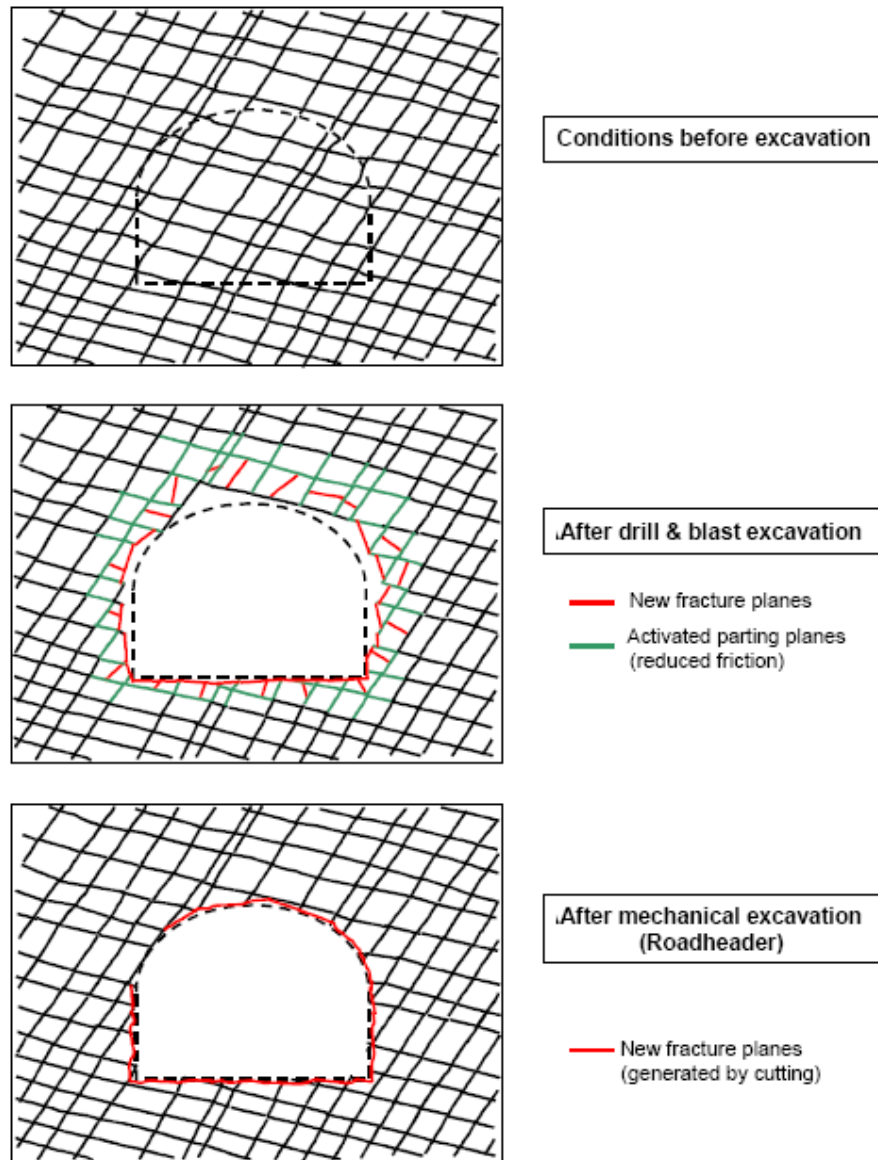 Conditions before excavation
After drill & blast excavation
New fracture planes
Activated parting planes
(reduced friction)
After mechanical excavation
(Roadheader)
New fracture planes
(generated by cutting)